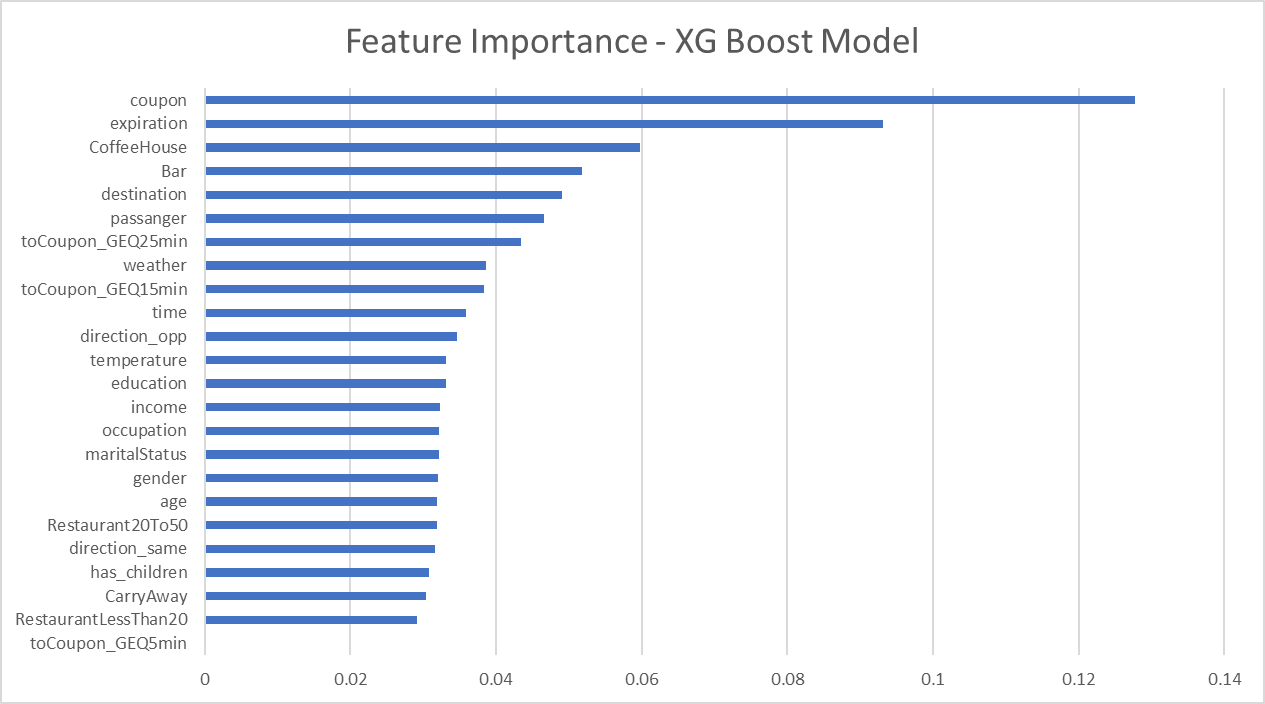 Feature Importance - XG Boost Model
coupon
expiration
CoffeeHouse
Bar
destination
passanger
toCoupon_GEQ25min
weather
toCoupon_GEQ15min
time
direction_opp
temperature
education
income
occupation
maritalStatus
gender
age
Restaurant20To50
direction_same
has_children
CarryAway
RestaurantLessThan20
toCoupon_GEQ5min
0 0.02 0.04 0.06 0.08 0.1 0.12 0.14